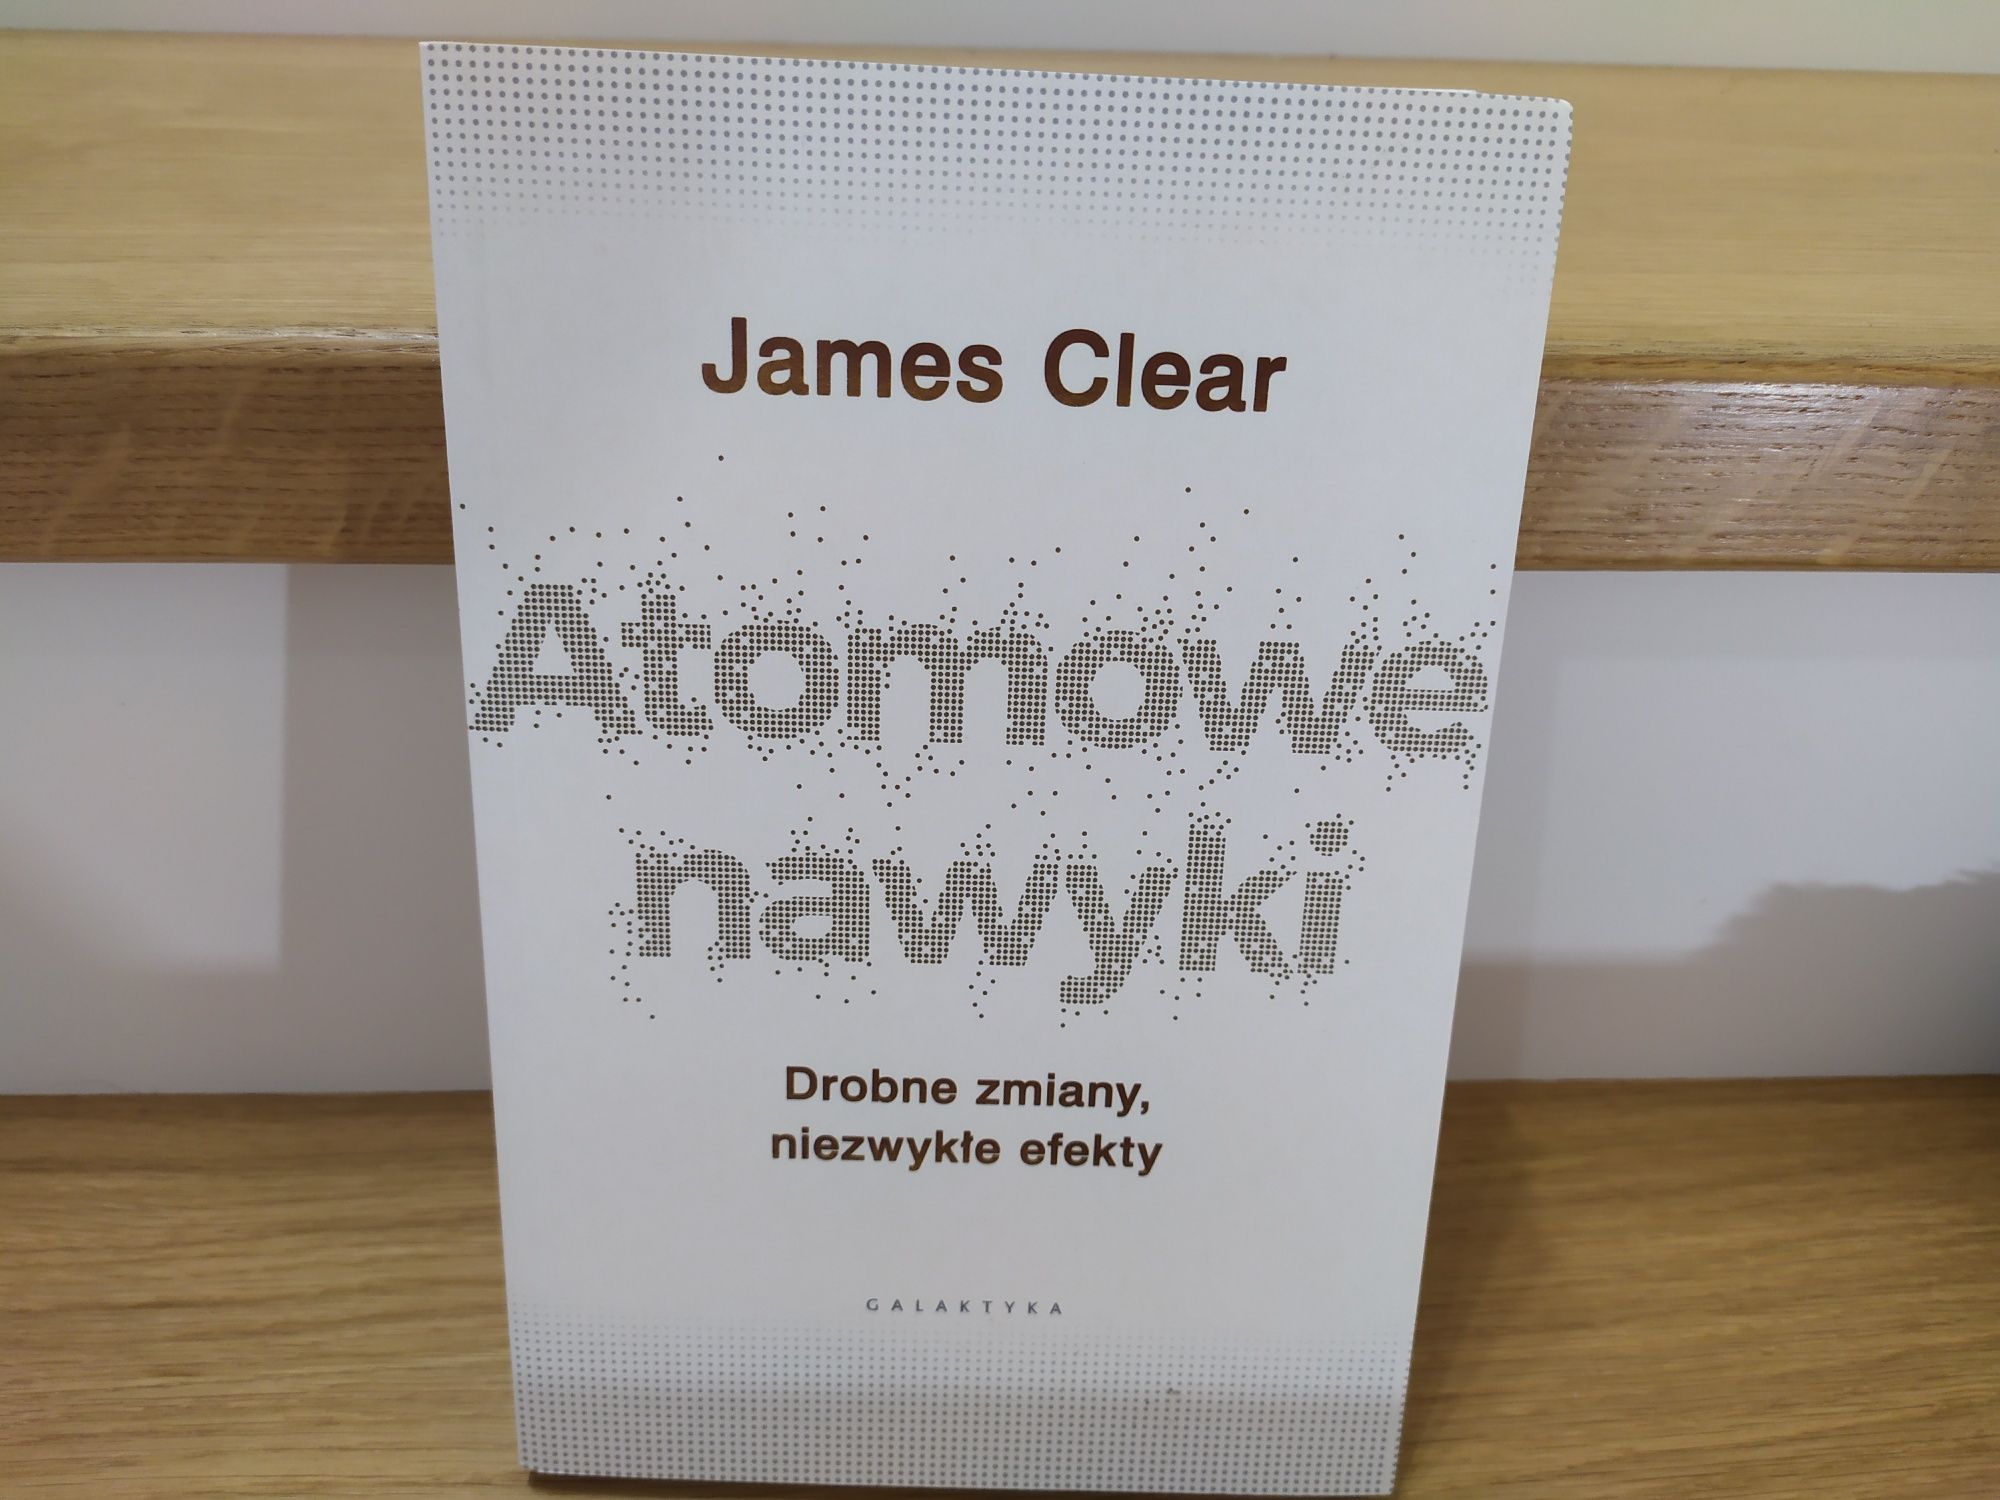 James Clear
Atomowe
nawyki
Drobne zmiany,
niezwykłe efekty
GALAKTYKA